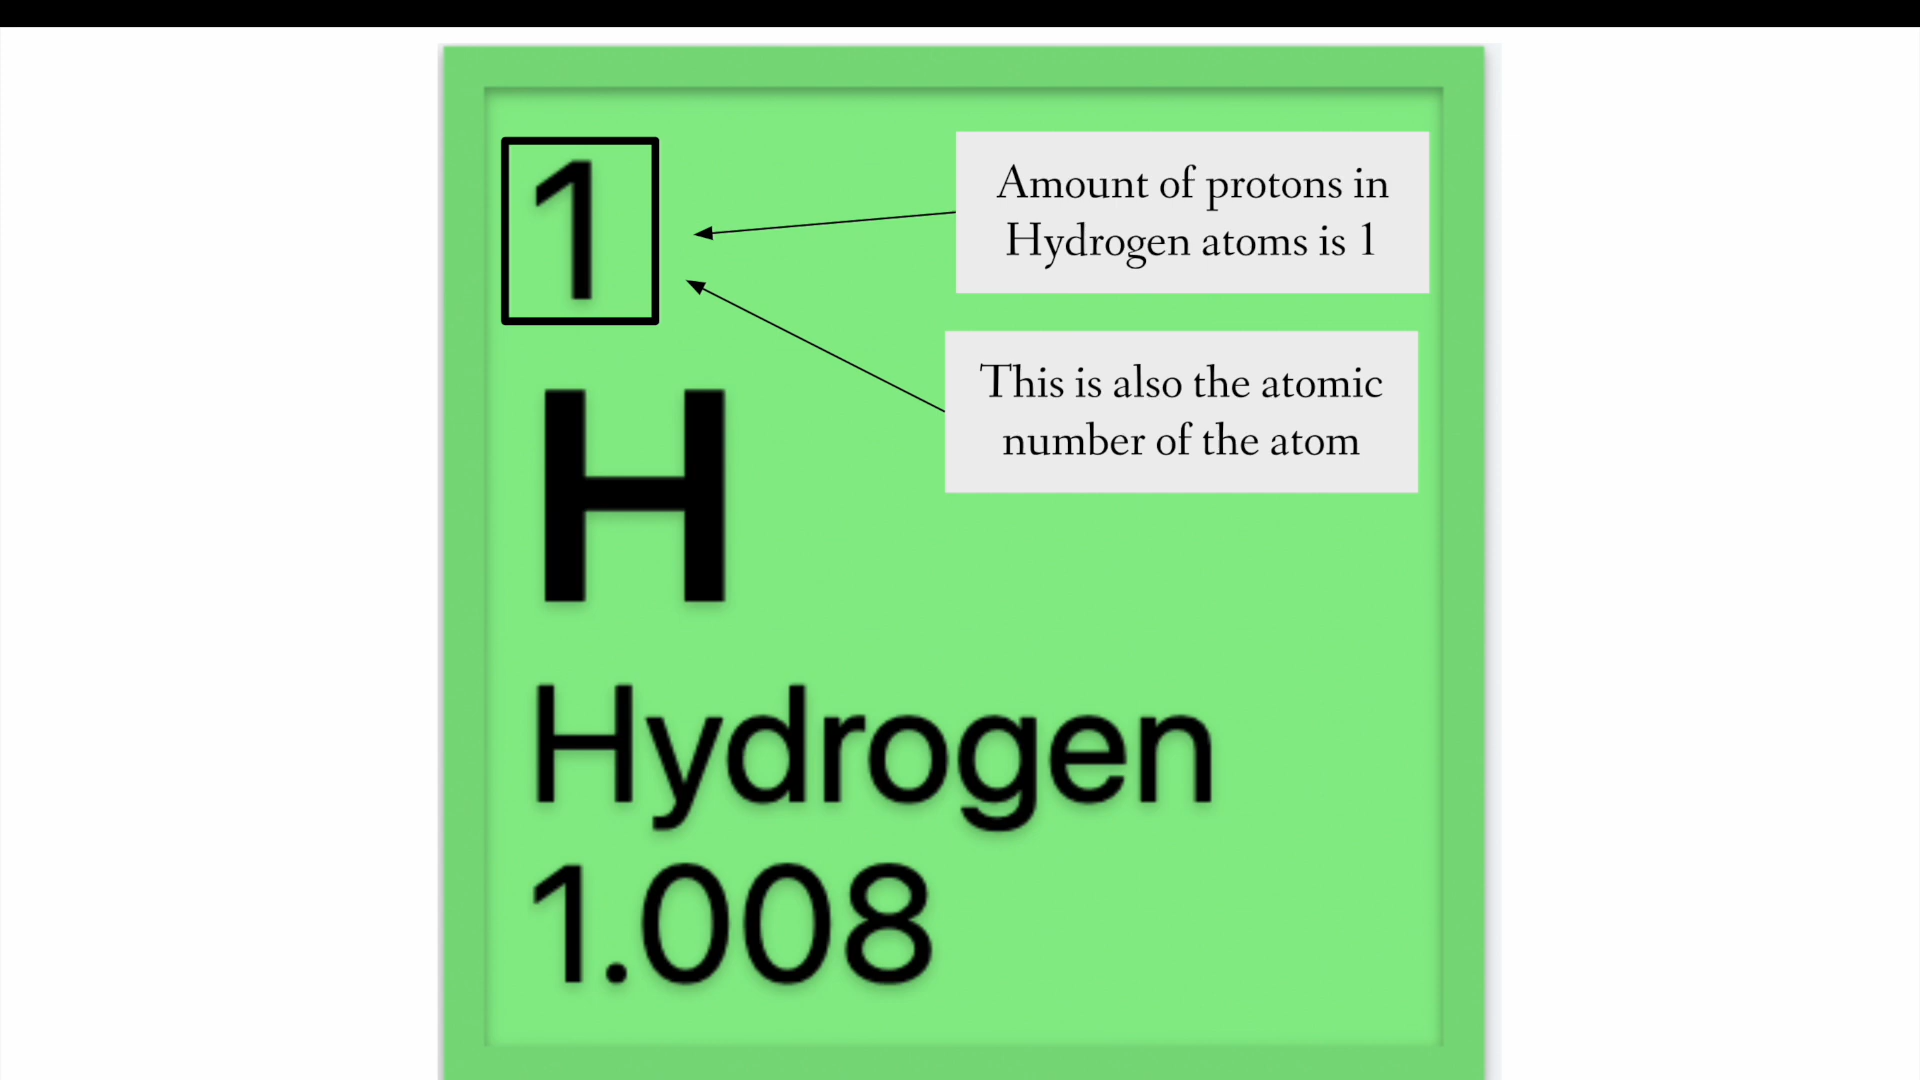 1
Amount of protons in
Hydrogen atoms is 1
This is also the atomic
number of the atom
H
Hydrogen
1.008